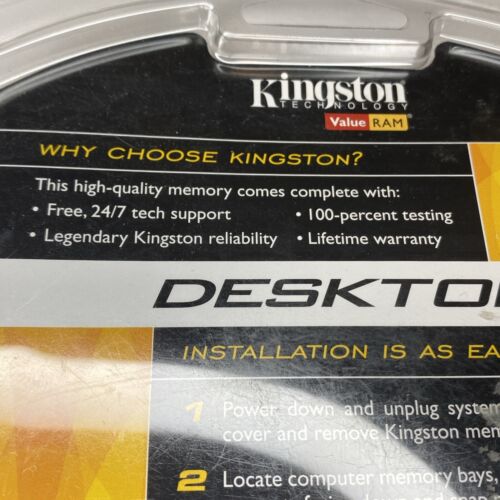 Kingston
TECHNOLOGY
Value RAM
WHY CHOOSE KINGSTON?
This high-quality memory comes complete with:
• Free, 24/7 tech support • 100-percent testing
• Legendary Kingston reliability • Lifetime warranty
DESKTO
INSTALLATION IS AS EA
1 Power down and unplug system
cover and remove Kingston mem
2 Locate computer memory bays,